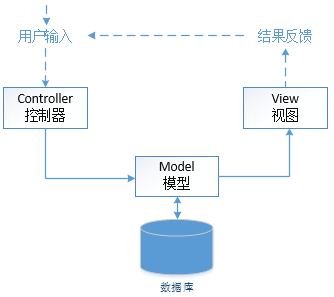 用户输入
结果反馈
Controller
控制器
View
视图
Model
模型
数据库